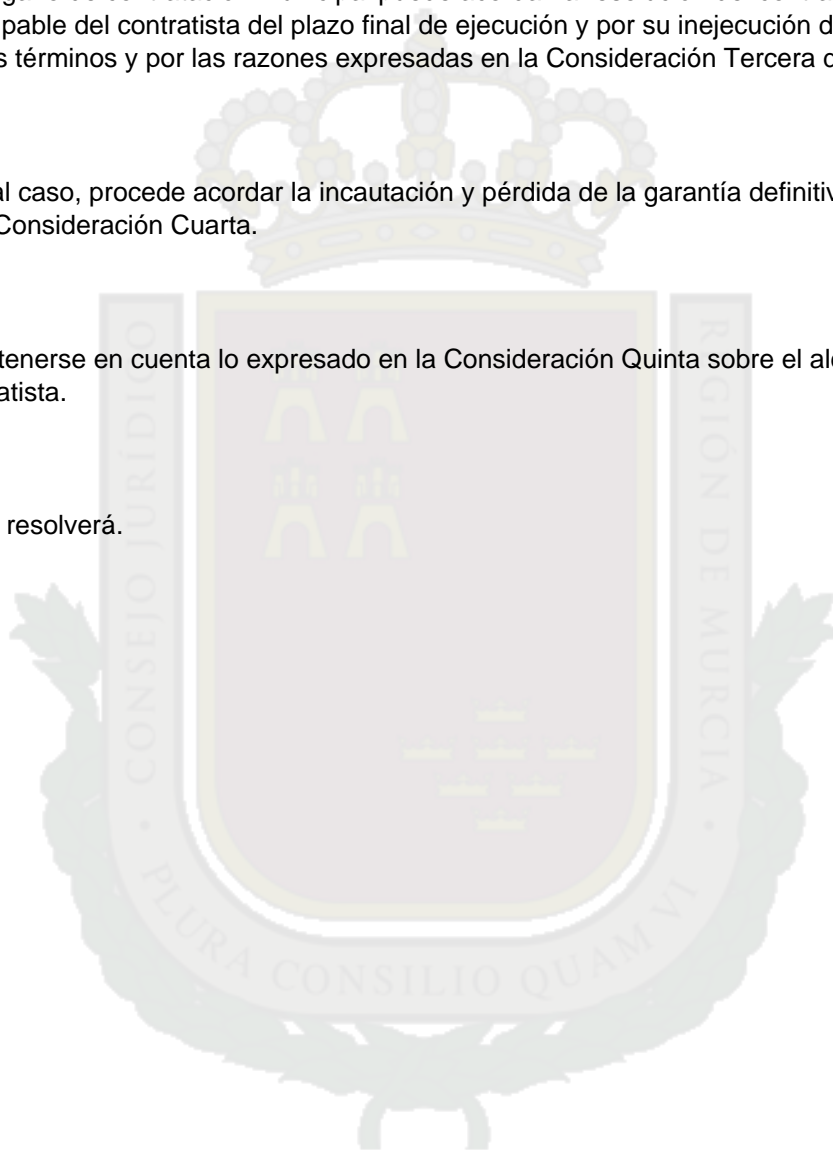 pable del contratista del plazo final de ejecución y por su inejecución d
s términos y por las razones expresadas en la Consideración Tercera
al caso, procede acordar la incautación y pérdida de la garantía definitiv
Consideración Cuarta.
tenerse en cuenta lo expresado en la Consideración Quinta sobre el al
atista.
resolverá.
CONSEJO JURÍDICO
REGIÓN DE MURCIA
PLURA CONSILIO QUAM VI